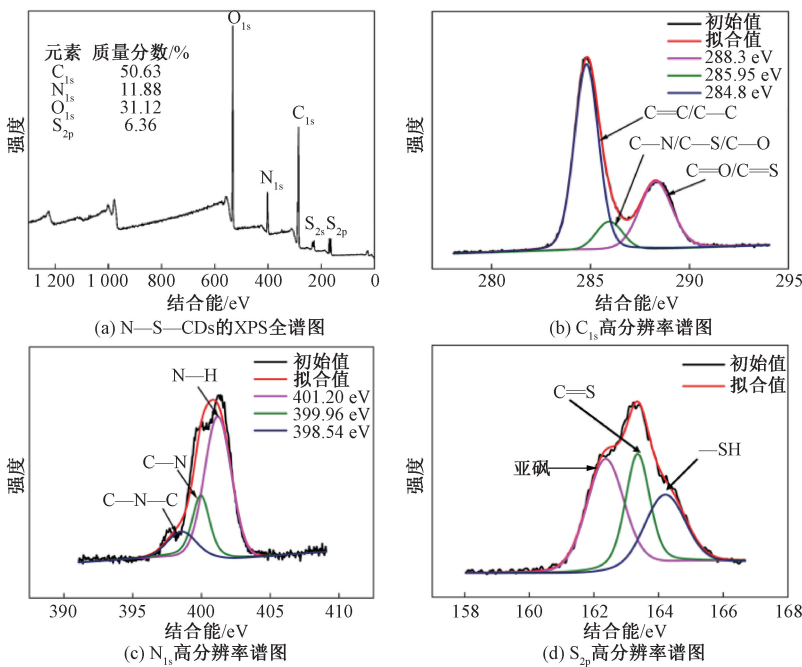 元素 质量分数/%
C1s 50.63
N1s 11.88
O1s 31.12
S2p 6.36
O1s
C1s
N1s
S2s S2p
强度
1 300 1 000 800 600 400 200 0
结合能/eV
(a) N—S—CDs的XPS全谱图
初始值
拟合值
288.3 eV
285.95 eV
284.8 eV
C=C/C—C
C—N/C—S/C—O
C=O/C=S
强度
280 285 290 295
结合能/eV
(b) C1s高分辨率谱图
初始值
拟合值
401.20 eV
399.96 eV
398.54 eV
N—H
C—N
C—N—C
强度
390 395 400 405 410
结合能/eV
(c) N1s高分辨率谱图
初始值
拟合值
C=S
亚砜
—SH
强度
158 160 162 164 166 168
结合能/eV
(d) S2p高分辨率谱图